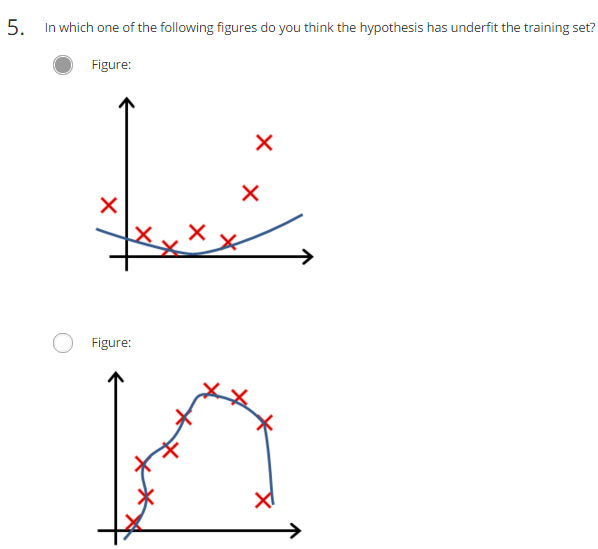 5. In which one of the following figures do you think the hypothesis has underfit the training set?
Figure:
Figure: